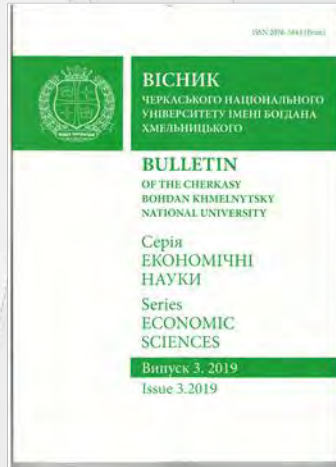 ВІСНИК
ЧЕРКАСЬКОГО НАЦІОНАЛЬНОГО
УНІВЕРСИТЕТУ ІМЕНІ БОГДАНА
ХМЕЛЬНИЦЬКОГО
BULLETIN
OF THE CHERKASY
BOHDAN KHMELNYTSKY
NATIONAL UNIVERSITY
Серія
ЕКОНОМІЧНІ
НАУКИ
Series
ECONOMIC
SCIENCES
Випуск 3. 2019
Issue 3.2019